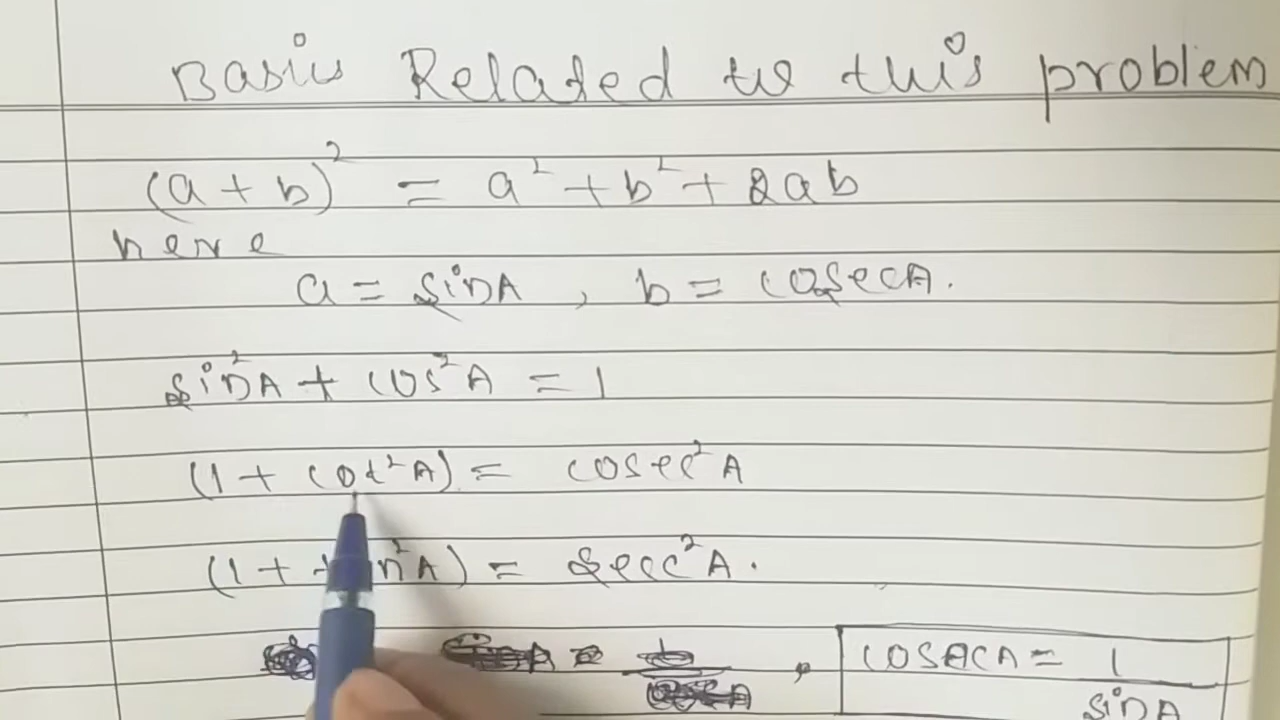 Basics Related to this problem
(a + b)² = a² + b² + 2ab
here
a = sinA , b = cosecA.
sin²A + cos²A = 1
(1 + cot²A) = cosec²A
(1 + tan²A) = sec²A.
, cosecA = 1/sinA